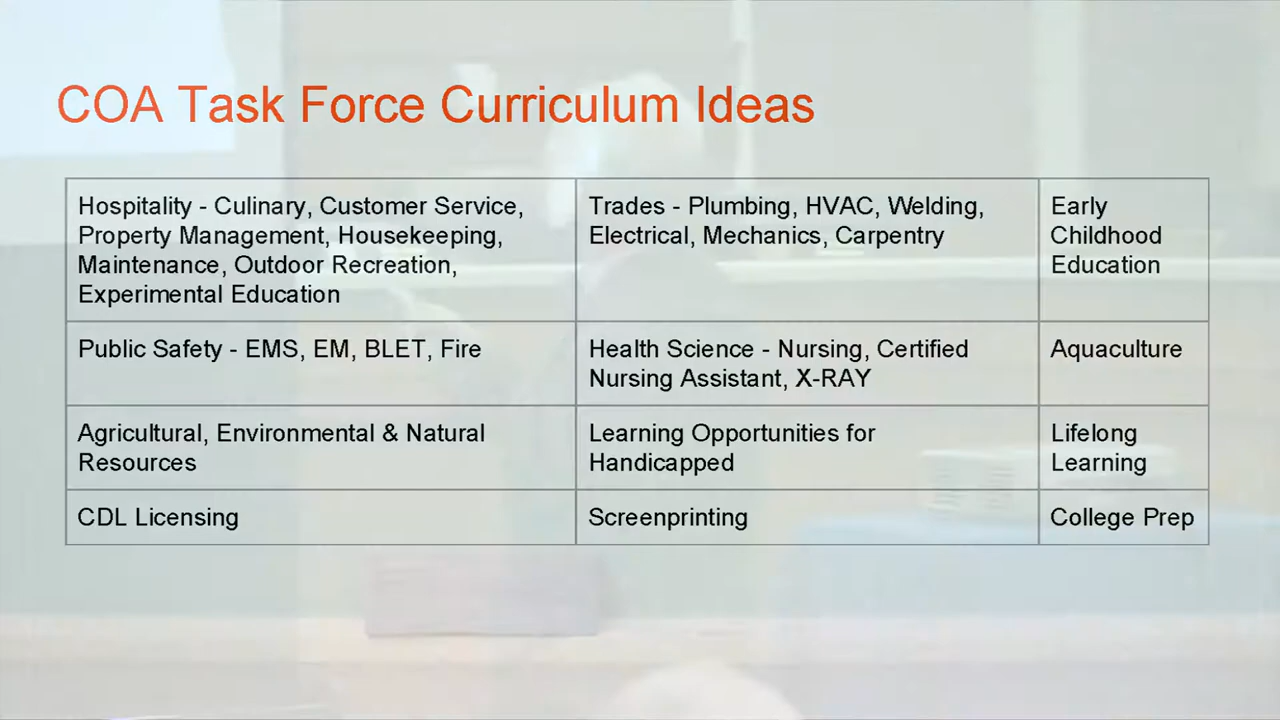 COA Task Force Curriculum Ideas
Hospitality - Culinary, Customer Service,
Property Management, Housekeeping,
Maintenance, Outdoor Recreation,
Experimental Education
Trades - Plumbing, HVAC, Welding,
Electrical, Mechanics, Carpentry
Early
Childhood
Education
Public Safety - EMS, EM, BLET, Fire
Health Science - Nursing, Certified
Nursing Assistant, X-RAY
Aquaculture
Agricultural, Environmental & Natural
Resources
Learning Opportunities for
Handicapped
Lifelong
Learning
CDL Licensing
Screenprinting
College Prep